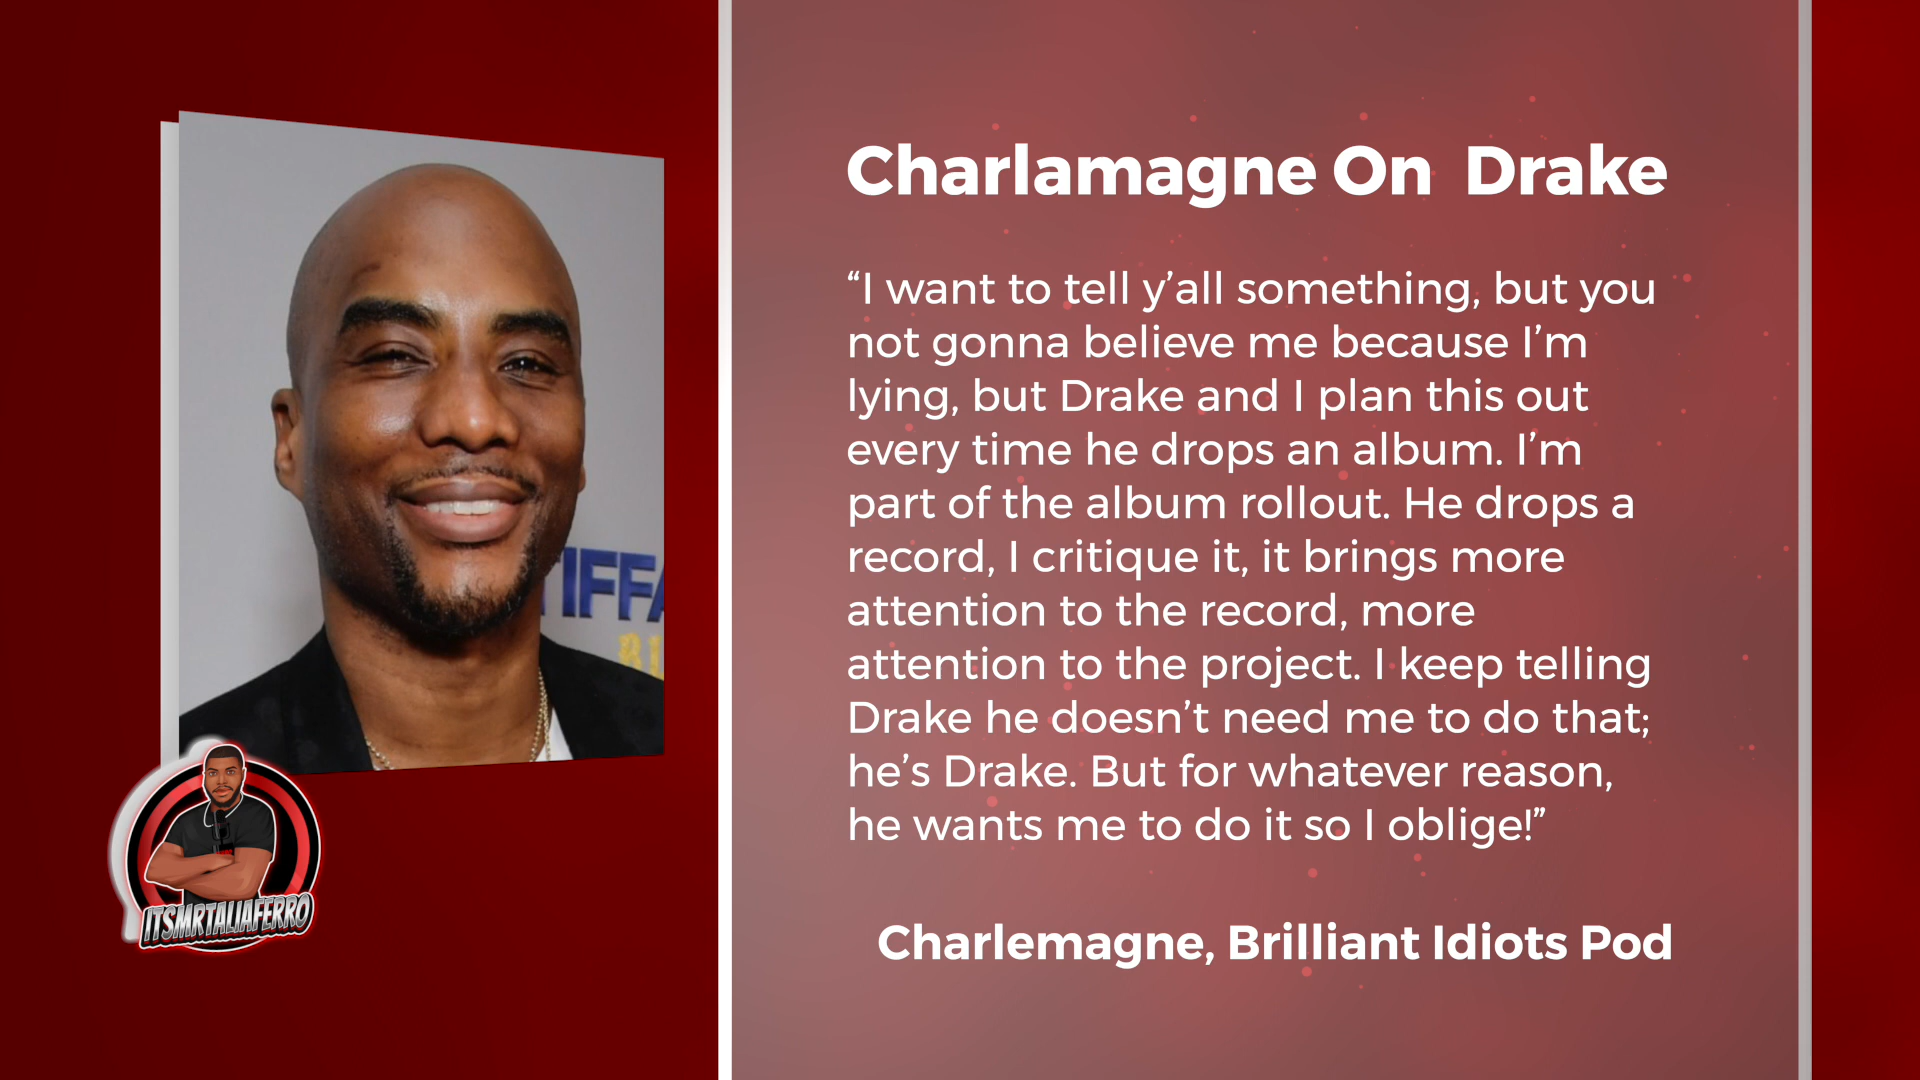 Charlamagne On Drake
“I want to tell y’all something, but you
not gonna believe me because I’m
lying, but Drake and I plan this out
every time he drops an album. I’m
part of the album rollout. He drops a
record, I critique it, it brings more
attention to the record, more
attention to the project. I keep telling
Drake he doesn’t need me to do that;
he’s Drake. But for whatever reason,
he wants me to do it so I oblige!”
Charlemagne, Brilliant Idiots Pod
TIFFA
BI
ITSMRTALIAFERRO